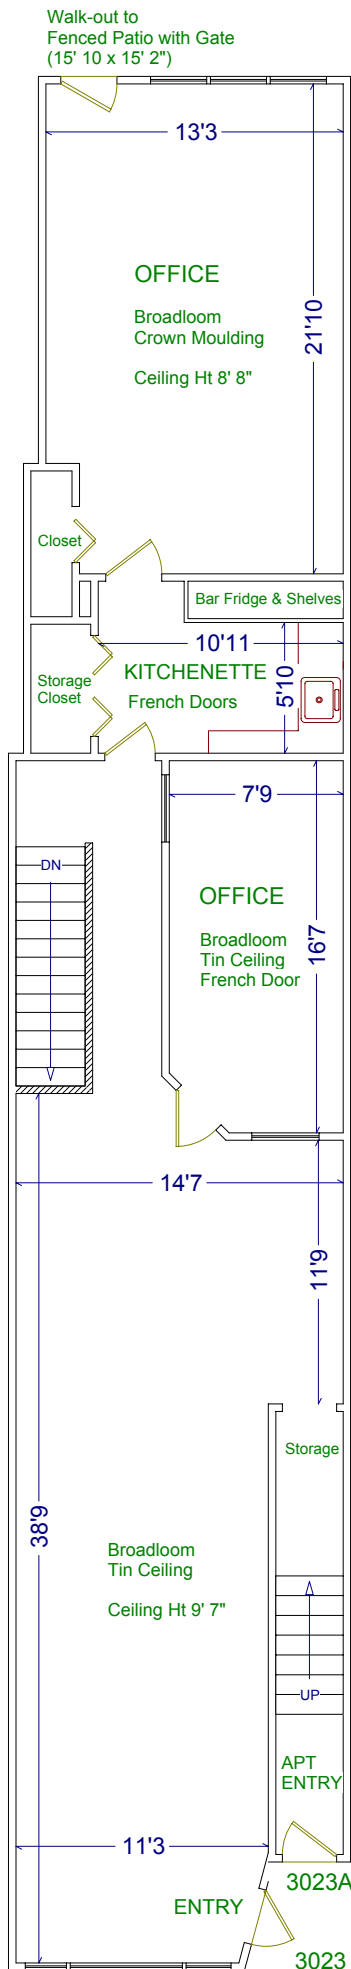 Walk-out to
Fenced Patio with Gate
(15' 10 x 15' 2")
13'3
OFFICE
Broadloom
Crown Moulding
Ceiling Ht 8' 8"
21'10
Closet
Bar Fridge & Shelves
10'11
KITCHENETTE
French Doors
5'10
Storage
Closet
7'9
DN
OFFICE
Broadloom
Tin Ceiling
French Door
16'7
14'7
11'9
Storage
38'9
Broadloom
Tin Ceiling
Ceiling Ht 9' 7"
UP
APT
ENTRY
11'3
3023A
ENTRY
3023